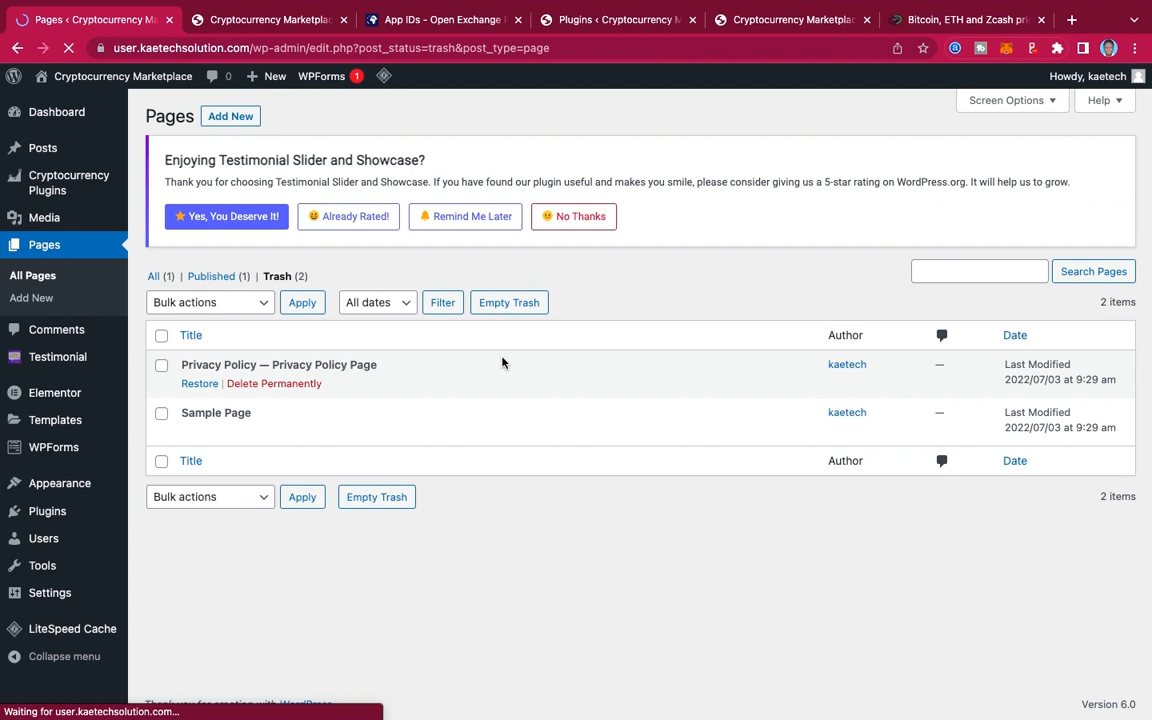 Pages < Cryptocurrency Ma
Cryptocurrency Marketplac
App IDs - Open Exchange
Plugins < Cryptocurrency M
Cryptocurrency Marketplac
Bitcoin, ETH and Zcash pri
user.kaetechsolution.com/wp-admin/edit.php?post_status=trash&post_type=page
Cryptocurrency Marketplace
0
New
WPForms 1
Howdy, kaetech
Dashboard
Posts
Cryptocurrency
Plugins
Media
Pages
All Pages
Add New
Comments
Testimonial
Elementor
Templates
WPForms
Appearance
Plugins
Users
Tools
Settings
LiteSpeed Cache
Collapse menu
Screen Options
Help
Pages
Add New
Enjoying Testimonial Slider and Showcase?
Thank you for choosing Testimonial Slider and Showcase. If you have found our plugin useful and makes you smile, please consider giving us a 5-star rating on WordPress.org. It will help us to grow.
Yes, You Deserve It!
Already Rated!
Remind Me Later
No Thanks
All (1) | Published (1) | Trash (2)
Search Pages
Bulk actions
Apply
All dates
Filter
Empty Trash
2 items
Title
Author
Date
Privacy Policy — Privacy Policy Page
Restore | Delete Permanently
kaetech
—
Last Modified
2022/07/03 at 9:29 am
Sample Page
kaetech
—
Last Modified
2022/07/03 at 9:29 am
Title
Author
Date
Bulk actions
Apply
Empty Trash
2 items
Thank you for creating with WordPress.
Version 6.0
Waiting for user.kaetechsolution.com...